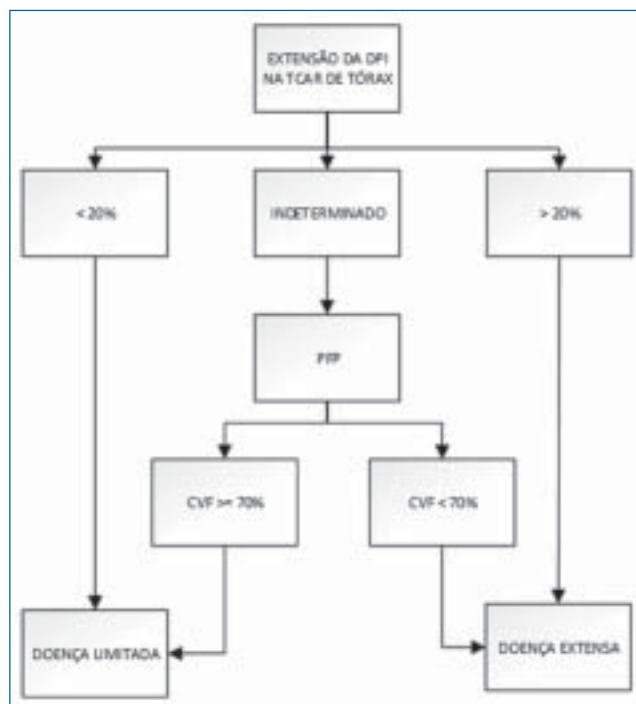 EXTENSÃO DA DPI
NA TCAR DE TÓRAX
< 20%
INDETERMINADO
> 20%
PFP
CVF >= 70%
CVF < 70%
DOENÇA LIMITADA
DOENÇA EXTENSA